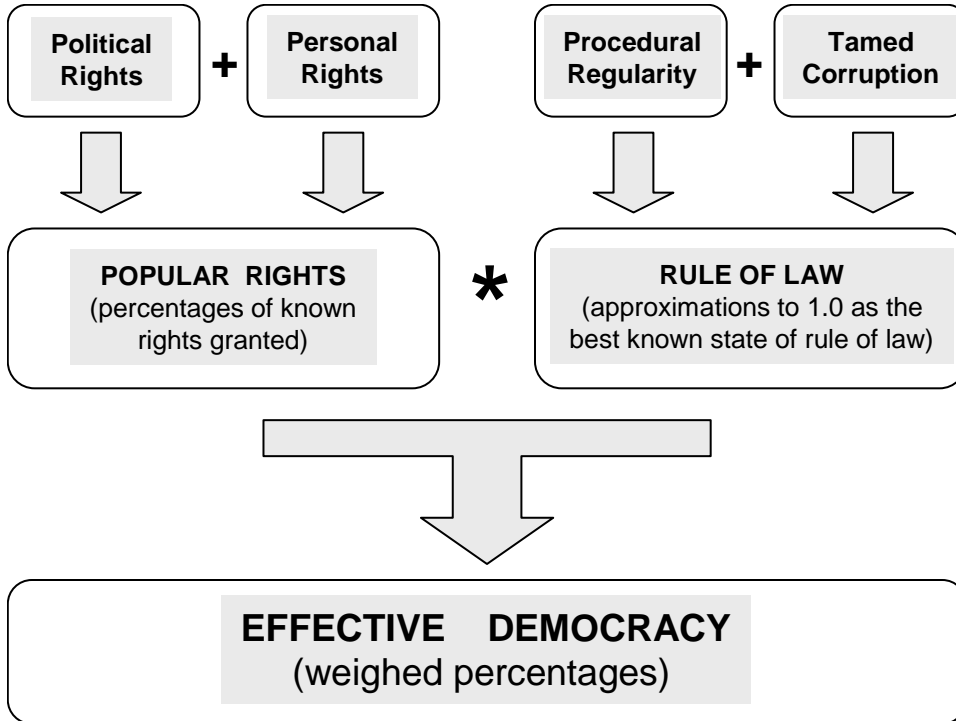 Political
Rights
+
Personal
Rights
Procedural
Regularity
+
Tamed
Corruption
POPULAR RIGHTS
(percentages of known
rights granted)
*
RULE OF LAW
(approximations to 1.0 as the
best known state of rule of law)
EFFECTIVE DEMOCRACY
(weighed percentages)